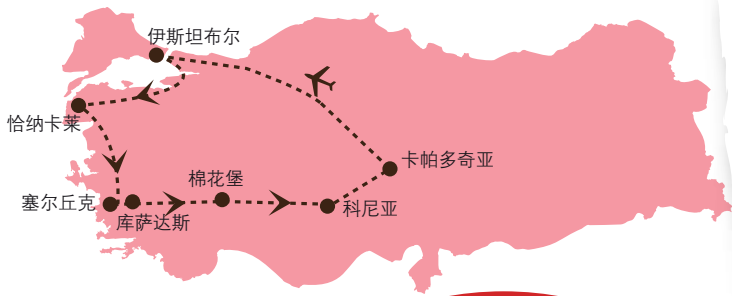 伊斯坦布尔
恰纳卡莱
卡帕多奇亚
棉花堡
塞尔丘克
库萨达斯
科尼亚